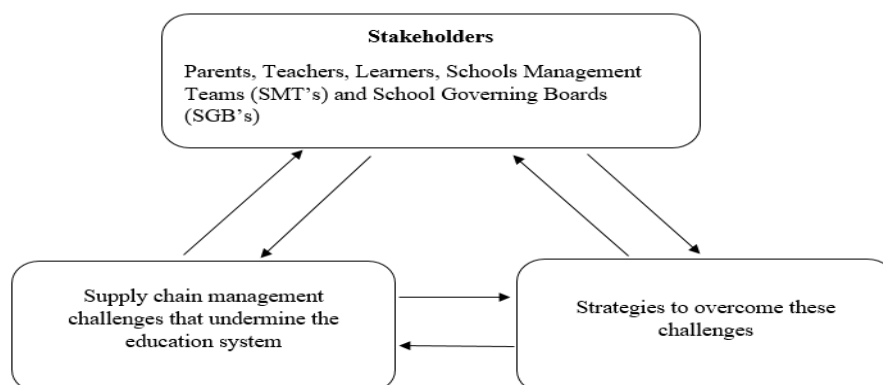 Stakeholders
Parents, Teachers, Learners, Schools Management
Teams (SMT's) and School Governing Boards
(SGB's)
Supply chain management
challenges that undermine the
education system
Strategies to overcome these
challenges